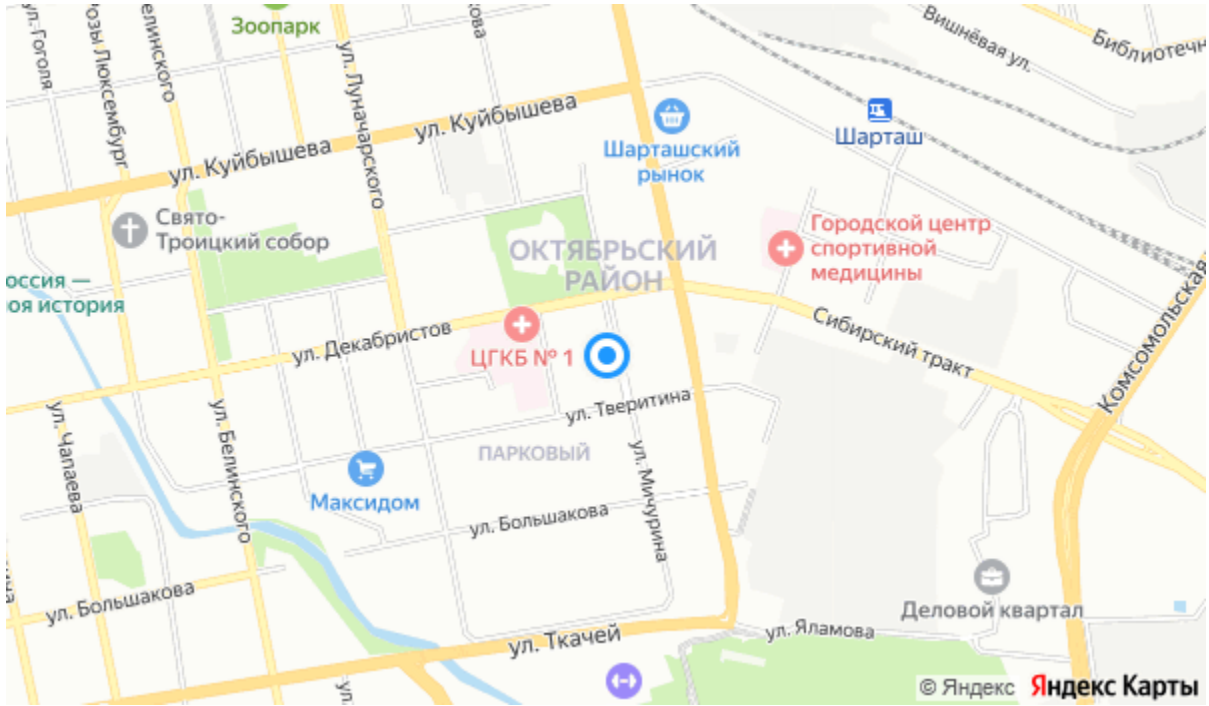 ул. Гоголя
Розы Люксембург
Белинского
Зоопарк
ул. Луначарского
кова
Вишнёвая ул.
Библиотечн
ул. Куйбышева
ул. Куйбышева
Шарташский
рынок
Шарташ
Свято-
Троицкий собор
ОКТЯБРЬСКИЙ
РАЙОН
Городской центр
спортивной
медицины
оссия —
оя история
ул. Декабристов
ЦГКБ № 1
Сибирский тракт
Комсомольская
ул. Чапаева
ул. Белинского
ул. Тверитина
ПАРКОВЫЙ
ул. Мичурина
Максидом
ул. Большакова
ул. Большакова
Деловой квартал
ул. Ткачей
ул. Яламова
ул.
© Яндекс Яндекс Карты